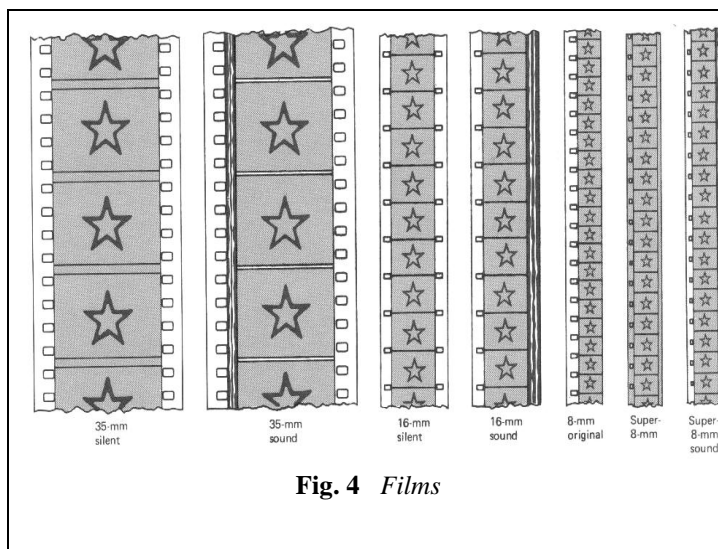 35-mm
silent
35-mm
sound
16-mm
silent
16-mm
sound
8-mm
original
Super-
8-mm
Super-
8-mm
sound
Fig. 4 Films